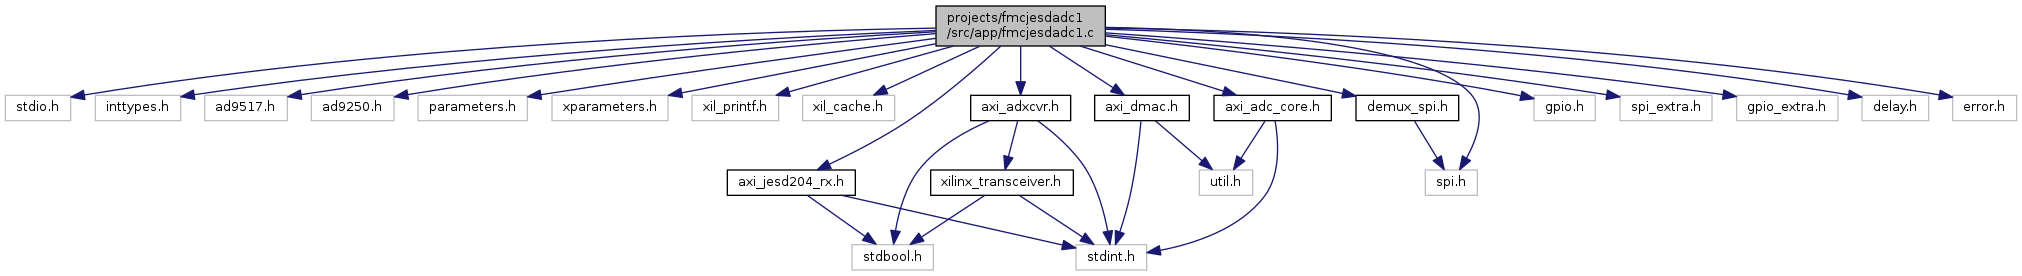 projects/fmcjesdadc1
/src/app/fmcjesdadc1.c
stdio.h
inttypes.h
ad9517.h
ad9250.h
parameters.h
xparameters.h
xil_printf.h
xil_cache.h
axi_adxcvr.h
axi_dmac.h
axi_adc_core.h
demux_spi.h
gpio.h
spi_extra.h
gpio_extra.h
delay.h
error.h
axi_jesd204_rx.h
xilinx_transceiver.h
util.h
spi.h
stdbool.h
stdint.h